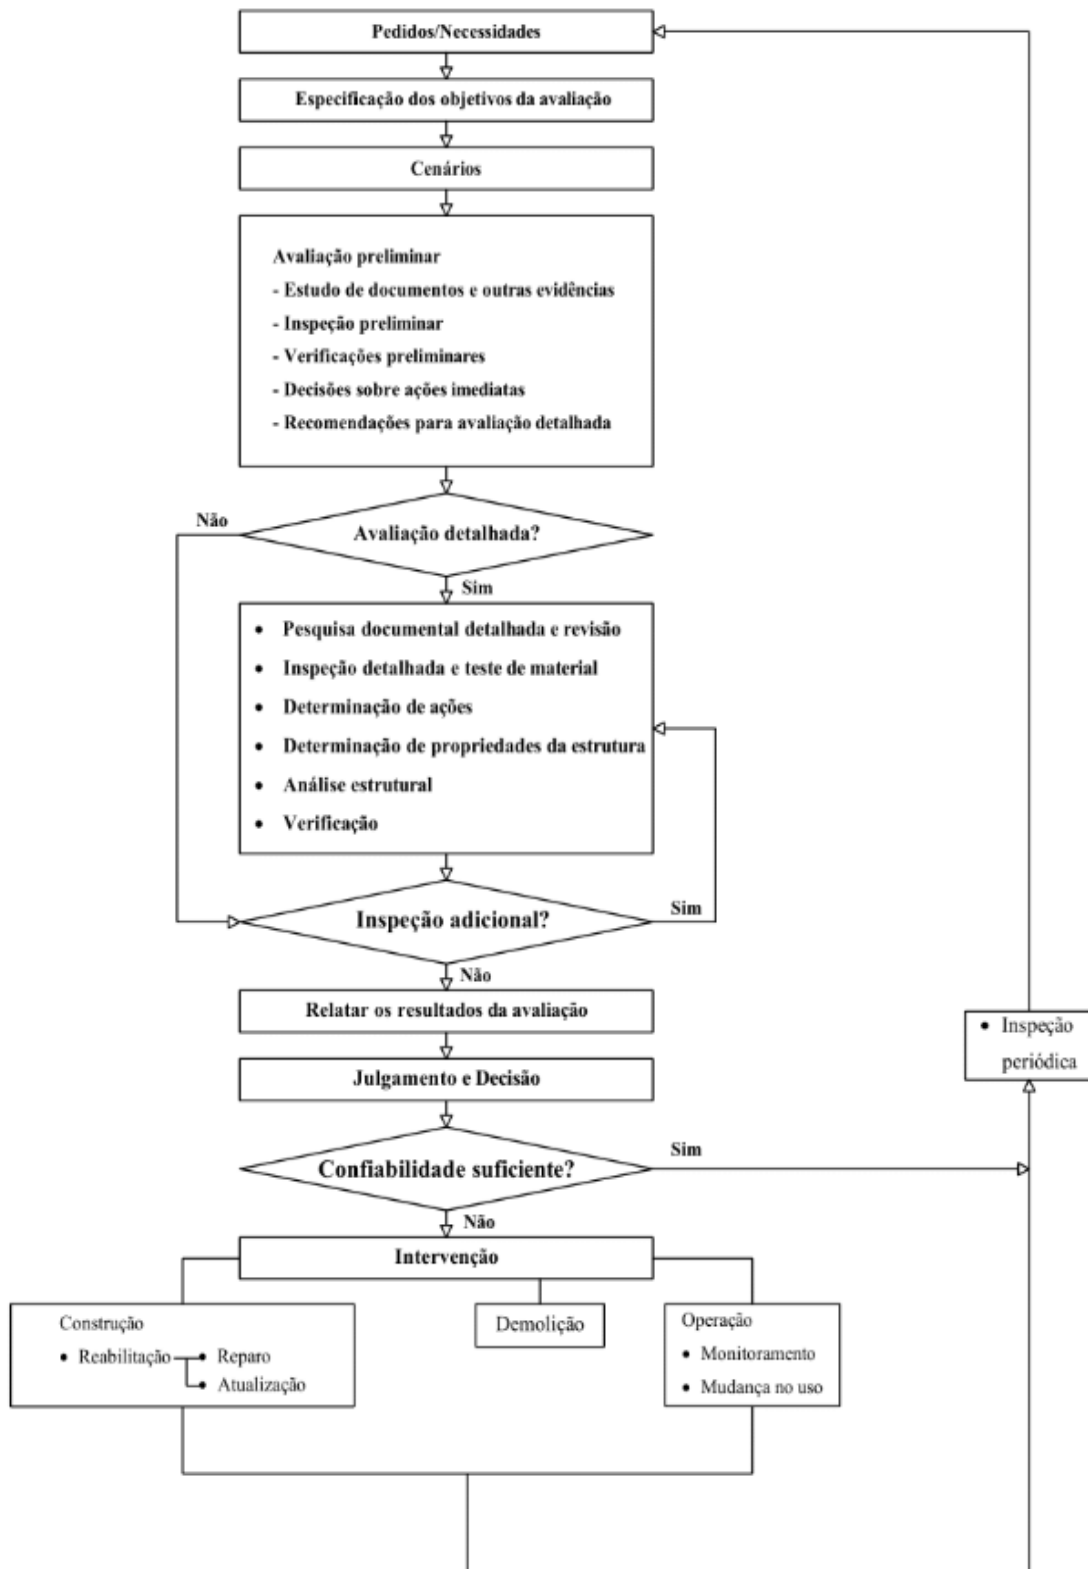 Pedidos/Necessidades
Especificação dos objetivos da avaliação
Cenários
Avaliação preliminar
- Estudo de documentos e outras evidências
- Inspeção preliminar
- Verificações preliminares
- Decisões sobre ações imediatas
- Recomendações para avaliação detalhada
Não
Avaliação detalhada?
Sim
• Pesquisa documental detalhada e revisão
• Inspeção detalhada e teste de material
• Determinação de ações
• Determinação de propriedades da estrutura
• Análise estrutural
• Verificação
Inspeção adicional?
Sim
Não
Relatar os resultados da avaliação
• Inspeção
periódica
Julgamento e Decisão
Confiabilidade suficiente?
Sim
Não
Intervenção
Construção
• Reabilitação
• Reparo
• Atualização
Demolição
Operação
• Monitoramento
• Mudança no uso